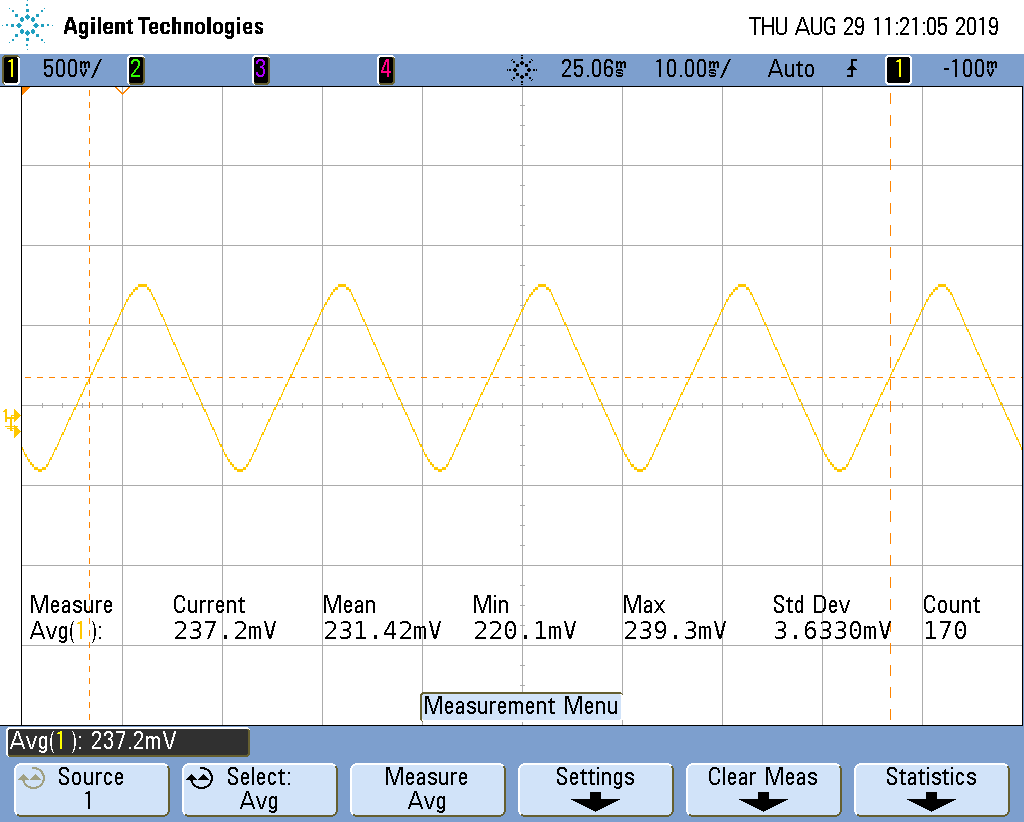 Agilent Technologies THU AUG 29 11:21:05 2019
1 500mV/ 2 3 4 25.06ms 10.00ms/ Auto 1 -100mV
1
Measure Current Mean Min Max Std Dev Count
Avg(1): 237.2mV 231.42mV 220.1mV 239.3mV 3.6330mV 170
Measurement Menu
Avg(1): 237.2mV
Source Select: Measure Settings Clear Meas Statistics
1 Avg Avg